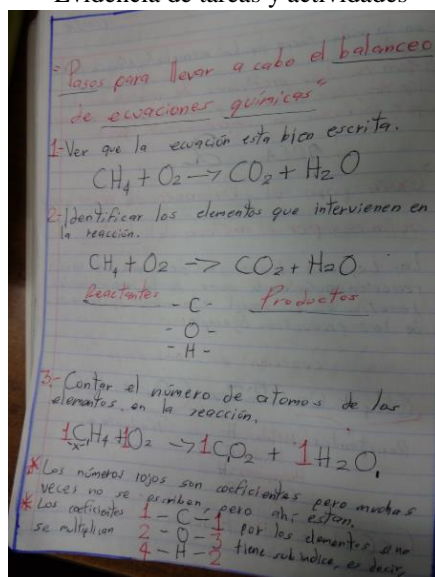 Evidencia de tareas y actividades
"Pasos para llevar a cabo el balanceo
de ecuaciones químicas"
1-Ver que la ecuación esta bien escrita.
CH4 + O2 -> CO2 + H2O
2-Identificar los elementos que intervienen en
la reacción.
CH4 + O2 -> CO2 + H2O
Reactantes Productos
- C -
- O -
- H -
3.- Contar el número de atomos de los
elementos en la reacción.
1CH4 + 1O2 -> 1CO2 + 1H2O
* Los números rojos son coeficientes pero muchas
veces no se escriben, pero ahi estan.
* Los coeficientes 1 - C - 1 por los elementos si no
se multiplican 2 - O - 3 tiene subindice, es decir,
4 - H - 2